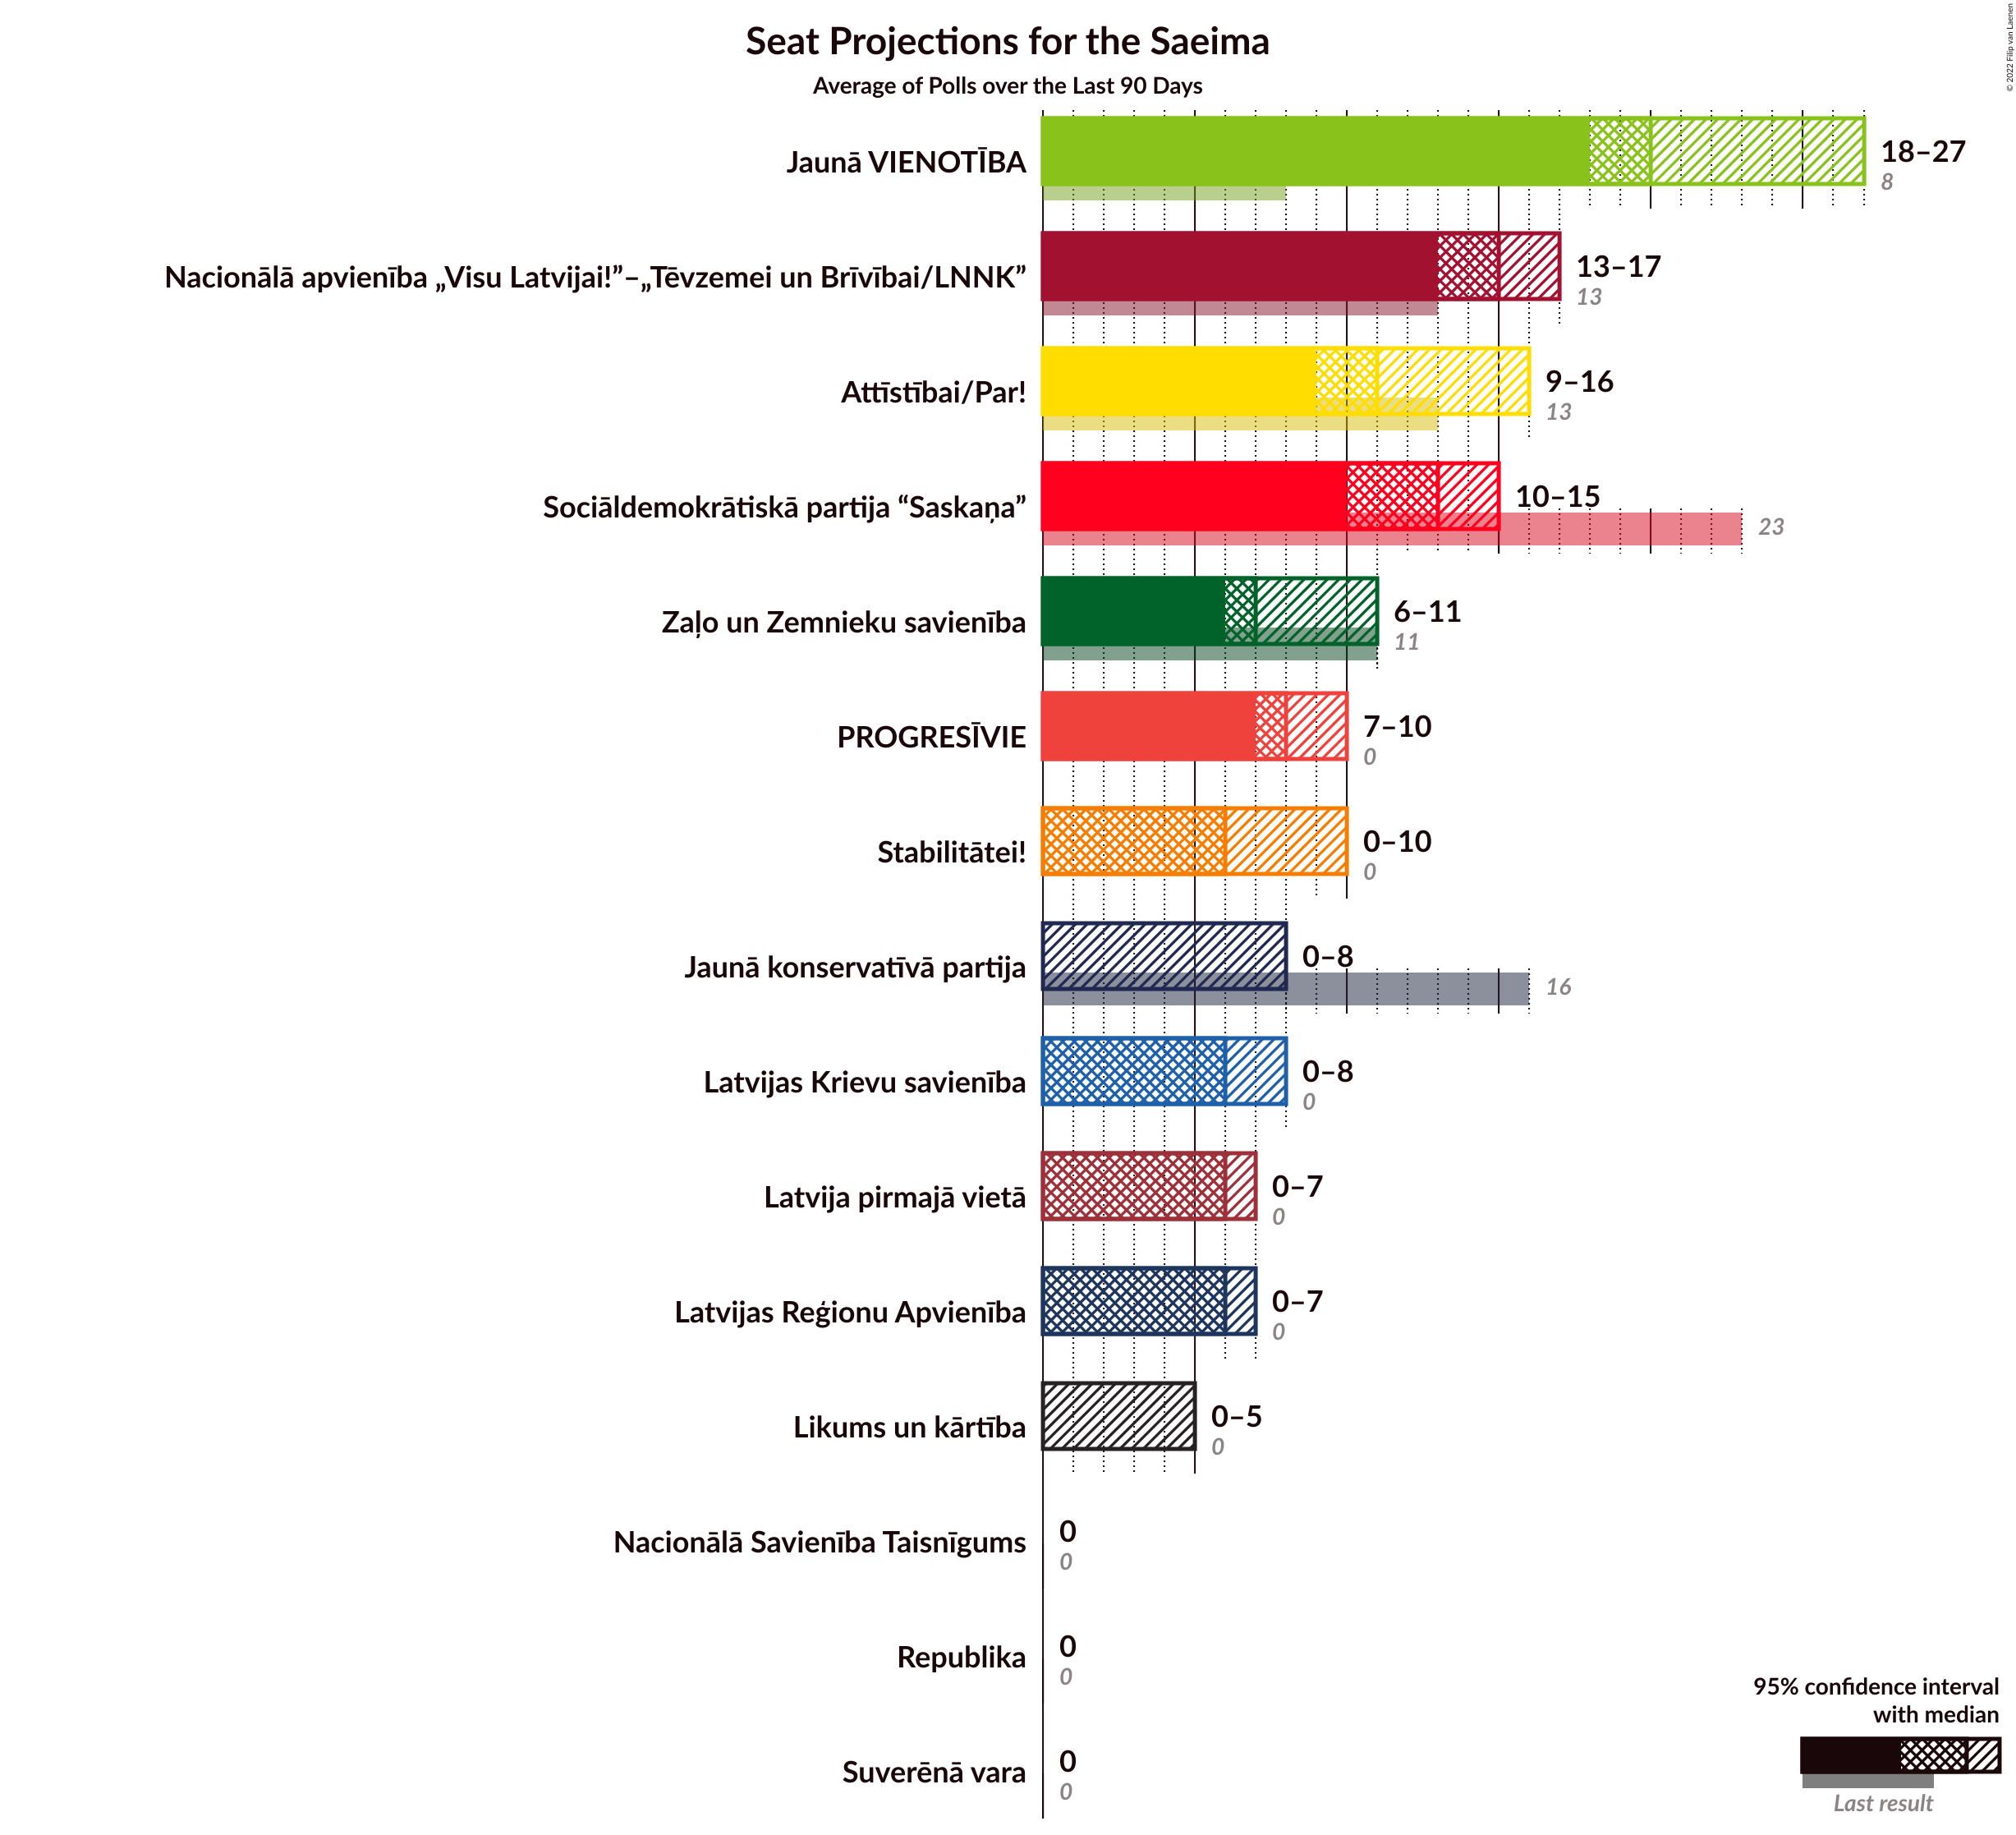 Seat Projections for the Saeima
Average of Polls over the Last 90 Days
© 2022 Filip van Laenen
Jaunā VIENOTĪBA
18–27
8
Nacionālā apvienība „Visu Latvijai!”–„Tēvzemei un Brīvībai/LNNK”
13–17
13
Attīstībai/Par!
9–16
13
Sociāldemokrātiskā partija “Saskaņa”
10–15
23
Zaļo un Zemnieku savienība
6–11
11
PROGRESĪVIE
7–10
0
Stabilitātei!
0–10
0
Jaunā konservatīvā partija
0–8
16
Latvijas Krievu savienība
0–8
0
Latvija pirmajā vietā
0–7
0
Latvijas Reģionu Apvienība
0–7
0
Likums un kārtība
0–5
0
Nacionālā Savienība Taisnīgums
0
0
Republika
0
0
Suverēnā vara
0
0
95% confidence interval
with median
Last result